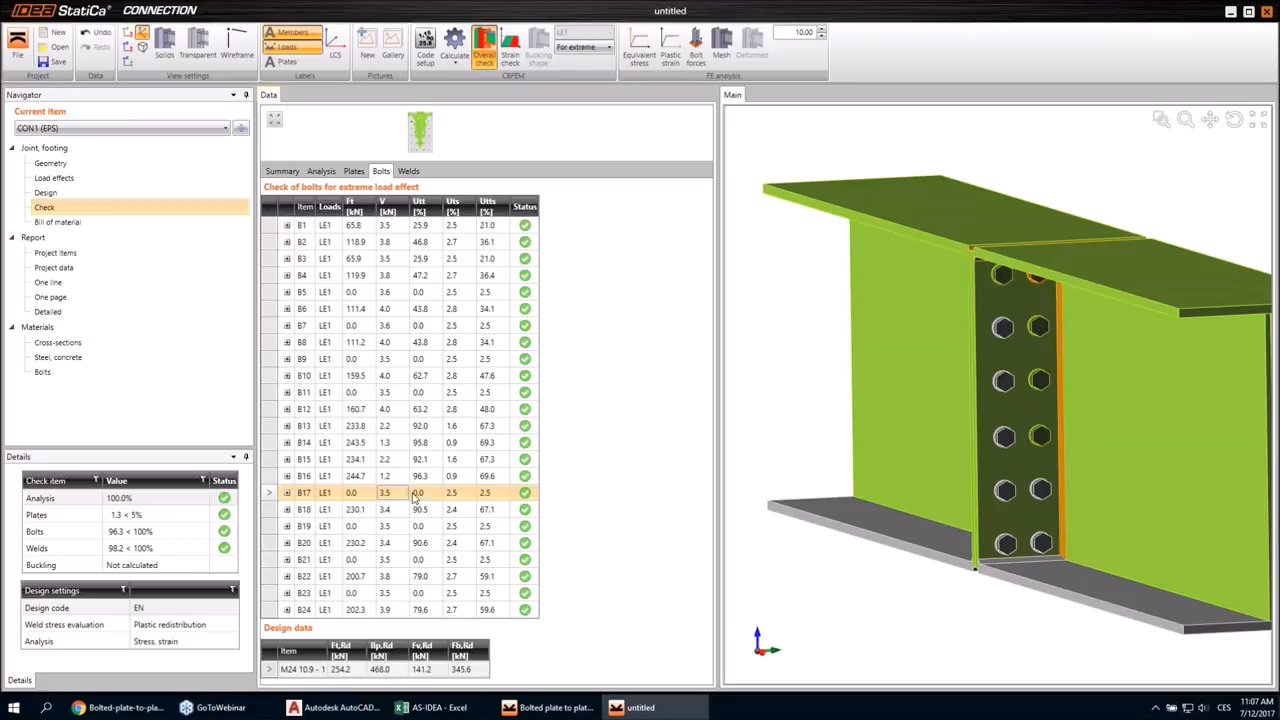 IDEA StatiCa® CONNECTION
untitled
File
New
Open
Save
Undo
Redo
Solids
Transparent
Wireframe
Members
Loads
Plates
LCS
New
Gallery
Code setup
Calculate
Overall check
Strain check
Buckling shape
LE1
For extreme
Equivalent stress
Plastic strain
Bolt forces
Mesh
Deformed
10.00
Project
Data
View settings
Labels
Pictures
CBFEM
FE analysis
Navigator
Current item
CON1 (EPS)
Joint, footing
Geometry
Load effects
Design
Check
Bill of material
Report
Project items
Project data
One line
One page
Detailed
Materials
Cross-sections
Steel, concrete
Bolts
Details
Check item Value Status
Analysis 100.0%
Plates 1.3 < 5%
Bolts 96.3 < 100%
Welds 98.2 < 100%
Buckling Not calculated
Design settings
Design code EN
Weld stress evaluation Plastic redistribution
Analysis Stress, strain
Details
Data
Summary Analysis Plates Bolts Welds
Check of bolts for extreme load effect
Item Loads Ft [kN] V [kN] Utt [%] Uts [%] Utts [%] Status
B1 LE1 65.8 3.5 25.9 2.5 21.0
B2 LE1 118.9 3.8 46.8 2.7 36.1
B3 LE1 65.9 3.5 25.9 2.5 21.0
B4 LE1 119.9 3.8 47.2 2.7 36.4
B5 LE1 0.0 3.6 0.0 2.5 2.5
B6 LE1 111.4 4.0 43.8 2.8 34.1
B7 LE1 0.0 3.6 0.0 2.5 2.5
B8 LE1 111.2 4.0 43.8 2.8 34.1
B9 LE1 0.0 3.5 0.0 2.5 2.5
B10 LE1 159.5 4.0 62.7 2.8 47.6
B11 LE1 0.0 3.5 0.0 2.5 2.5
B12 LE1 160.7 4.0 63.2 2.8 48.0
B13 LE1 233.8 2.2 92.0 1.6 67.3
B14 LE1 243.5 1.3 95.8 0.9 69.3
B15 LE1 234.1 2.2 92.1 1.6 67.3
B16 LE1 244.7 1.2 96.3 0.9 69.6
B17 LE1 0.0 3.5 0.0 2.5 2.5
B18 LE1 230.1 3.4 90.5 2.4 67.1
B19 LE1 0.0 3.5 0.0 2.5 2.5
B20 LE1 230.2 3.4 90.6 2.4 67.1
B21 LE1 0.0 3.5 0.0 2.5 2.5
B22 LE1 200.7 3.8 79.0 2.7 59.1
B23 LE1 0.0 3.5 0.0 2.5 2.5
B24 LE1 202.3 3.9 79.6 2.7 59.6
Design data
Item Ft,Rd [kN] Bp,Rd [kN] Fv,Rd [kN] Fb,Rd [kN]
M24 10.9 - 1 254.2 468.0 141.2 345.6
Main
Bolted-plate-to-pla...
GoToWebinar
Autodesk AutoCAD...
AS-IDEA - Excel
Bolted plate to plat...
untitled
CES
11:07 AM
7/12/2017